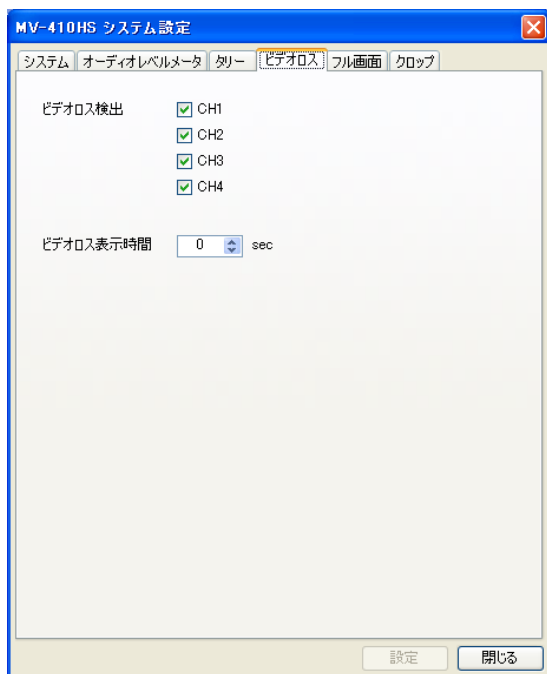 MV-410HS システム設定
システム オーディオレベルメータ タリー ビデオロス フル画面 クロップ
ビデオロス検出 CH1
CH2
CH3
CH4
ビデオロス表示時間 0 sec
設定 閉じる